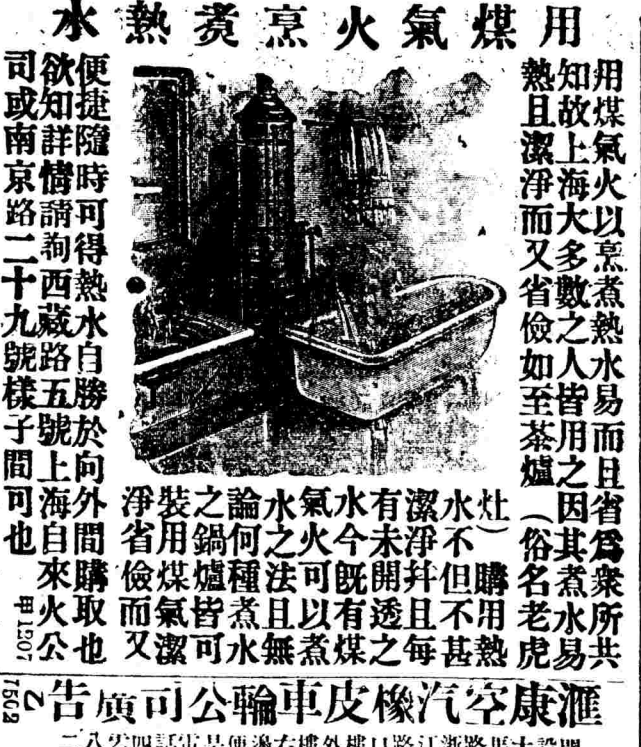 用煤氣火烹煑熱水
用煤氣火以烹煮熱水易而且省爲衆所共
知故上海大多數之人皆用之因其煮水易
熱且潔淨而又省儉如至茶爐（俗名老虎
灶）購用熱
水不但不甚
潔淨幷且每
有未開透之
水今既有煤
氣火可以煮
水之法且無
論何種煮水
之鍋爐皆可
裝用煤氣潔
淨省儉而又
便捷隨時可得熱水自勝於向外間購取也
欲知詳情請詢西藏路五號上海自來火公
司或南京路二十九號樣子間可也
甲1507
滙康空汽橡皮車輪公司廣告
乙